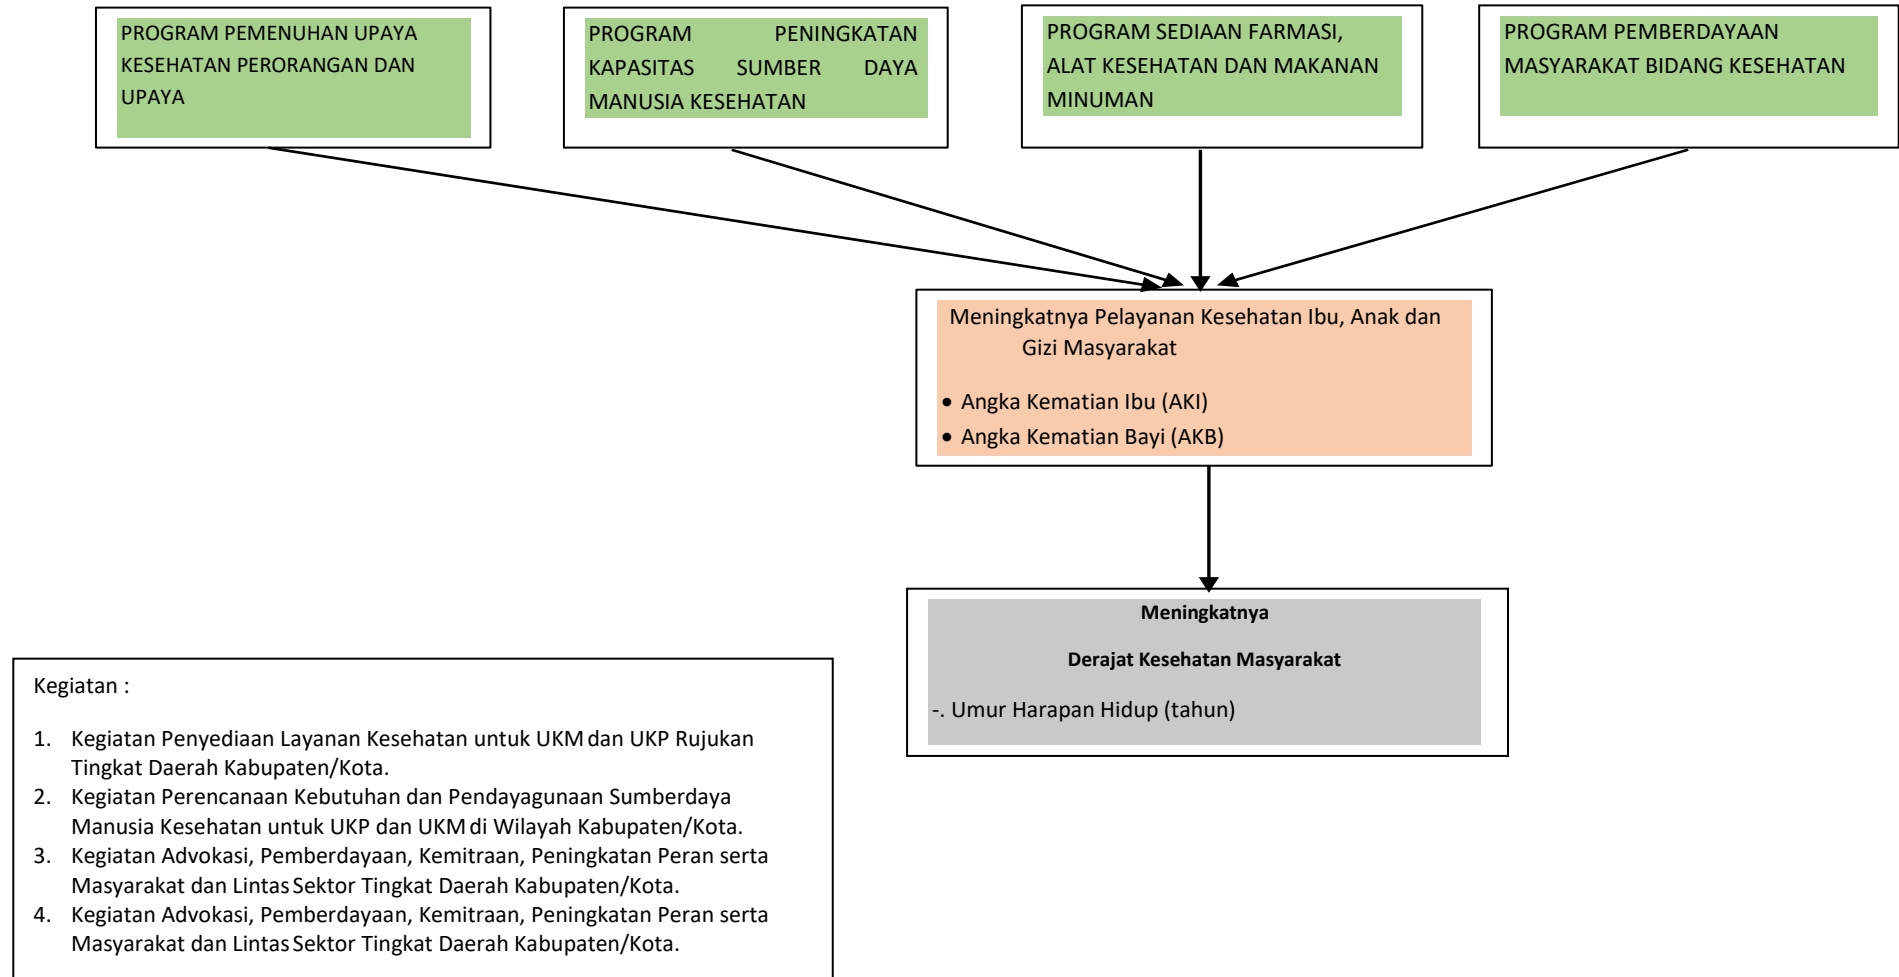 PROGRAM PEMENUHAN UPAYA
KESEHATAN PERORANGAN DAN
UPAYA
PROGRAM PENINGKATAN
KAPASITAS SUMBER DAYA
MANUSIA KESEHATAN
PROGRAM SEDIAAN FARMASI,
ALAT KESEHATAN DAN MAKANAN
MINUMAN
PROGRAM PEMBERDAYAAN
MASYARAKAT BIDANG KESEHATAN
Meningkatnya Pelayanan Kesehatan Ibu, Anak dan
Gizi Masyarakat
• Angka Kematian Ibu (AKI)
• Angka Kematian Bayi (AKB)
Meningkatnya
Derajat Kesehatan Masyarakat
-. Umur Harapan Hidup (tahun)
Kegiatan :
1. Kegiatan Penyediaan Layanan Kesehatan untuk UKM dan UKP Rujukan
Tingkat Daerah Kabupaten/Kota.
2. Kegiatan Perencanaan Kebutuhan dan Pendayagunaan Sumberdaya
Manusia Kesehatan untuk UKP dan UKM di Wilayah Kabupaten/Kota.
3. Kegiatan Advokasi, Pemberdayaan, Kemitraan, Peningkatan Peran serta
Masyarakat dan Lintas Sektor Tingkat Daerah Kabupaten/Kota.
4. Kegiatan Advokasi, Pemberdayaan, Kemitraan, Peningkatan Peran serta
Masyarakat dan Lintas Sektor Tingkat Daerah Kabupaten/Kota.